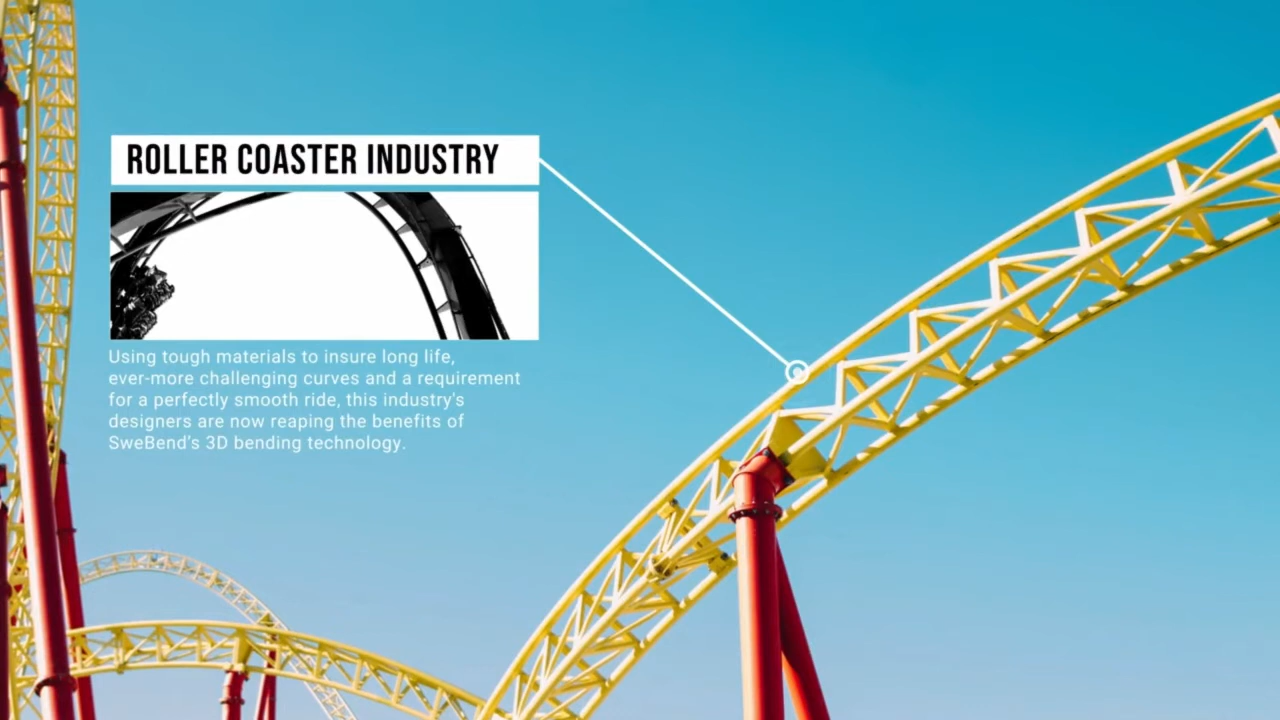 ROLLER COASTER INDUSTRY
Using tough materials to insure long life,
ever-more challenging curves and a requirement
for a perfectly smooth ride, this industry's
designers are now reaping the benefits of
SweBend's 3D bending technology.